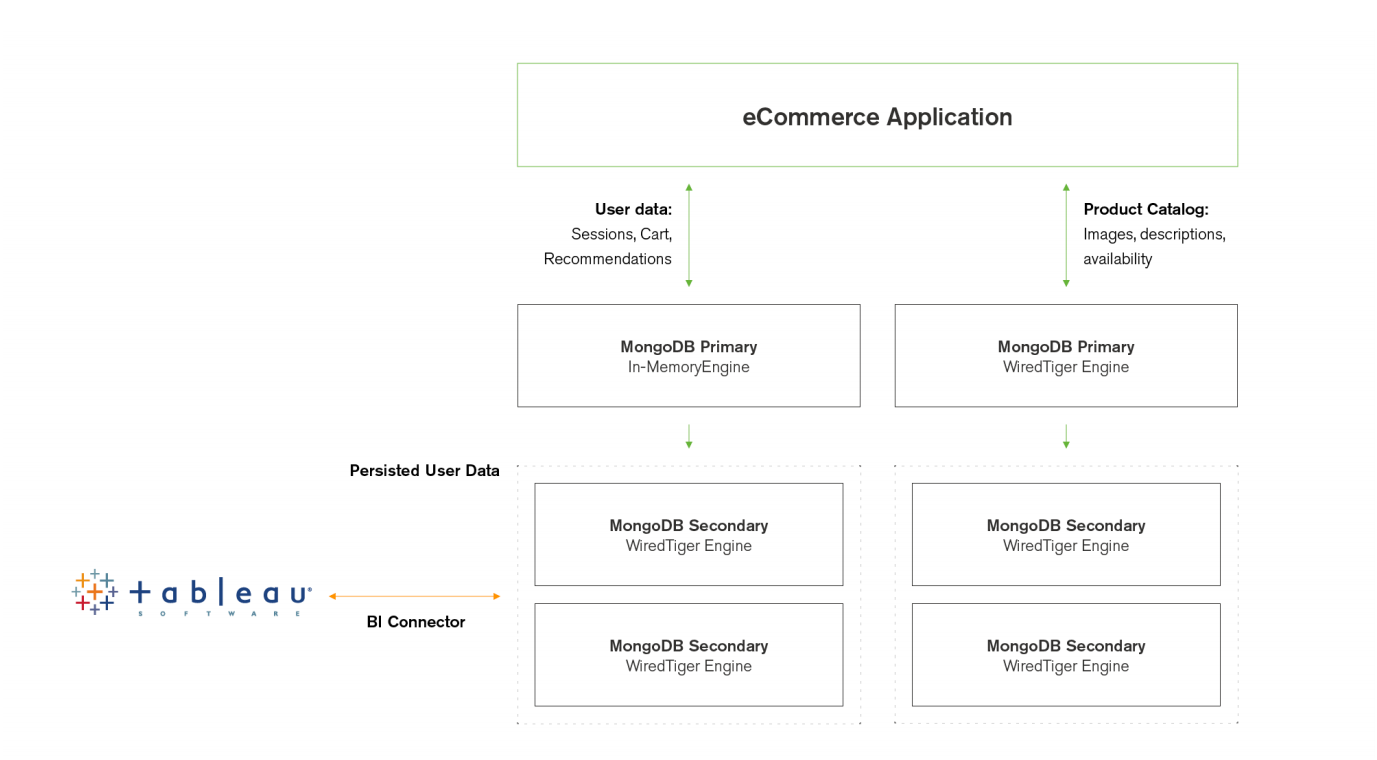 eCommerce Application
User data:
Sessions, Cart,
Recommendations
Product Catalog:
Images, descriptions,
availability
MongoDB Primary
In-MemoryEngine
MongoDB Primary
WiredTiger Engine
Persisted User Data
MongoDB Secondary
WiredTiger Engine
MongoDB Secondary
WiredTiger Engine
+ableau®
SOFTWARE
BI Connector
MongoDB Secondary
WiredTiger Engine
MongoDB Secondary
WiredTiger Engine